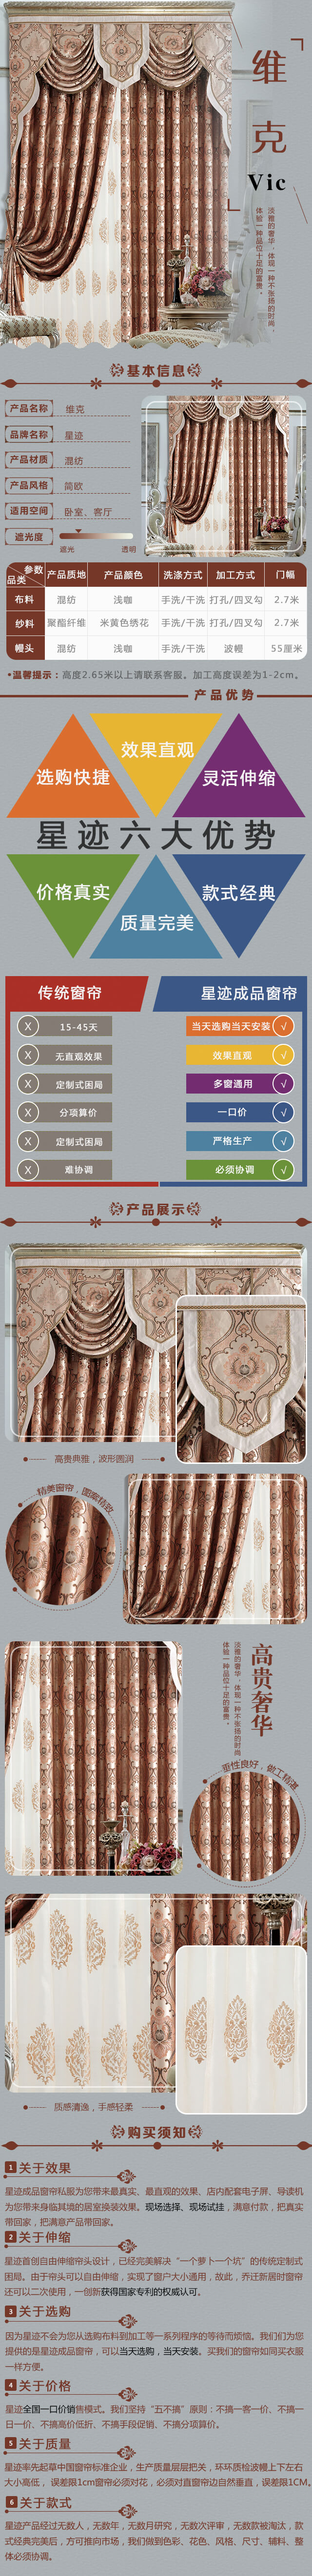 维
克
Vic
淡雅的奢华，体现一种不张扬的时尚，
体验一种品位十足的富贵。
基本信息
产品名称 维克
品牌名称 星迹
产品材质 混纺
产品风格 简欧
适用空间 卧室、客厅
遮光度
遮光 透明
参数 品类 产品质地 产品颜色 洗涤方式 加工方式 门幅
布料 混纺 浅咖 手洗/干洗 打孔/四叉勾 2.7米
纱料 聚酯纤维 米黄色绣花 手洗/干洗 打孔/四叉勾 2.7米
幔头 混纺 浅咖 手洗/干洗 波幔 55厘米
•温馨提示：高度2.65米以上请联系客服。加工高度误差为1-2cm。
产品优势
选购快捷
效果直观
灵活伸缩
星迹六大优势
价格真实
质量完美
款式经典
传统窗帘 星迹成品窗帘
X 15-45天 当天选购当天安装 √
X 无直观效果 效果直观 √
X 定制式困局 多窗通用 √
X 分项算价 一口价 √
X 定制式困局 严格生产 √
X 难协调 必须协调 √
产品展示
高贵典雅，波形圆润
精美窗帘，图案精致
高贵奢华
淡雅的奢华，体现一种不张扬的时尚，
体验一种品位十足的富贵。
垂性良好，做工精湛
质感清逸，手感轻柔
购买须知
1 关于效果
星迹成品窗帘私服为您带来最真实、最直观的效果、店内配套电子屏、导读机
为您带来身临其境的居室换装效果。现场选择、现场试挂，满意付款，把真实
带回家，把满意产品带回家。
2 关于伸缩
星迹首创自由伸缩帘头设计，已经完美解决“一个萝卜一个坑”的传统定制式
困局。由于帘头可以自由伸缩，实现了窗户大小通用，故此，乔迁新居时窗帘
还可以二次使用，一创新获得国家专利的权威认可。
3 关于选购
因为星迹不会为您从选购布料到加工等一系列程序的等待而烦恼。我们们为您
提供的是星迹成品窗帘，可以当天选购，当天安装。买我们的窗帘如同买衣服
一样方便。
4 关于价格
星迹全国一口价销售模式。我们坚持“五不搞”原则：不搞一客一价、不搞一
日一价、不搞高价低折、不搞手段促销、不搞分项算价。
5 关于质量
星迹率先起草中国窗帘标准企业，生产质量层层把关，环环质检波幔上下左右
大小高低，误差限1cm窗帘必须对花，必须对直窗帘边自然垂直，误差限1CM。
6 关于款式
星迹产品经过无数人，无数年，无数月研究，无数次评审，无数款被淘汰，款
式经典完美后，方可推向市场，我们做到色彩、花色、风格、尺寸、辅料、整
体必须协调。